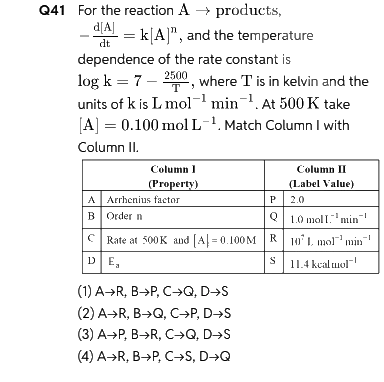 Q41 For the reaction A → products,
−d[A]/dt = k[A]ⁿ, and the temperature
dependence of the rate constant is
log k = 7 − 2500/T, where T is in kelvin and the
units of k is L mol⁻¹ min⁻¹. At 500 K take
[A] = 0.100 mol L⁻¹. Match Column I with
Column II.
Column I (Property) Column II (Label Value)
A Arrhenius factor P 2.0
B Order n Q 1.0 mol L⁻¹ min⁻¹
C Rate at 500K and [A] = 0.100M R 10⁷ L mol⁻¹ min⁻¹
D Eₐ S 11.4 kcal mol⁻¹
(1) A→R, B→P, C→Q, D→S
(2) A→R, B→Q, C→P, D→S
(3) A→P, B→R, C→Q, D→S
(4) A→R, B→P, C→S, D→Q